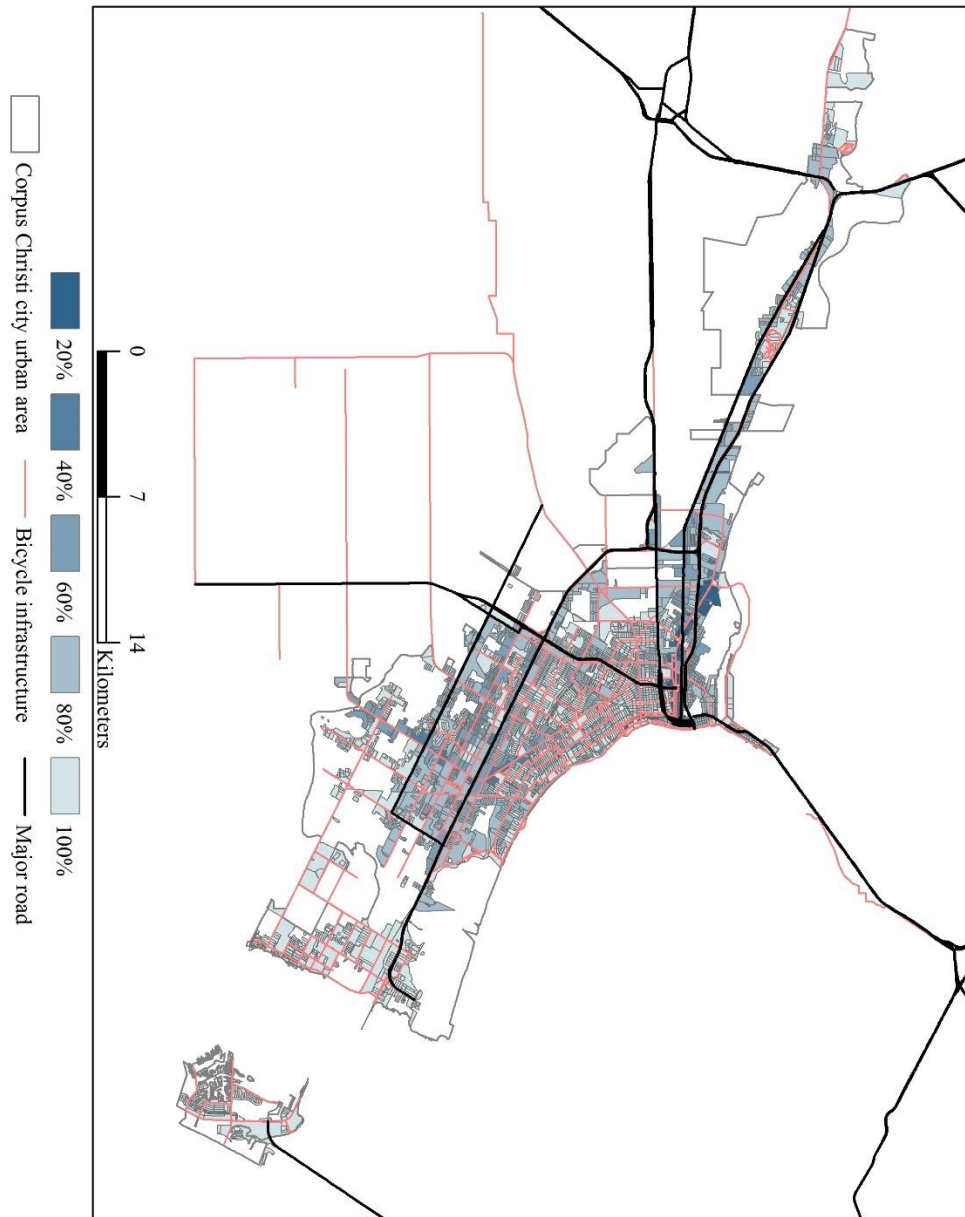 0 7 14
Kilometers
20% 40% 60% 80% 100%
Corpus Christi city urban area Bicycle infrastructure Major road